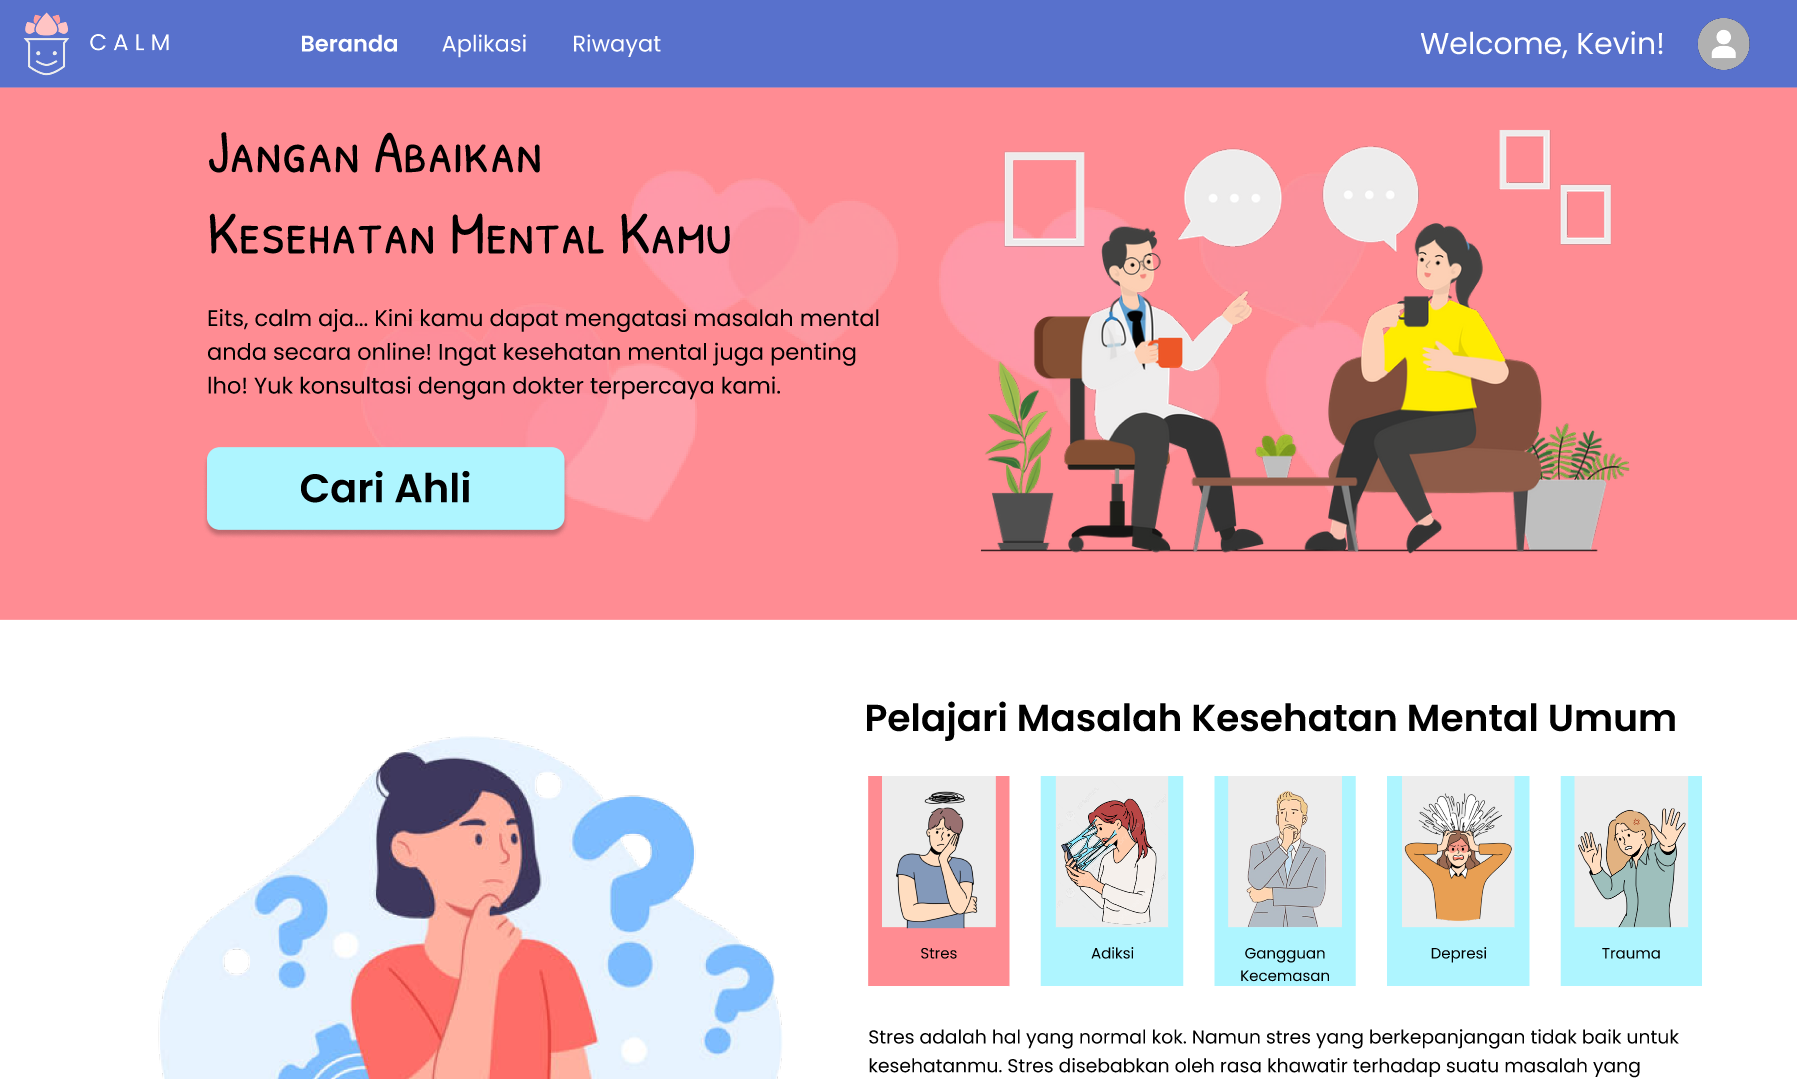 CALM
Beranda
Aplikasi
Riwayat
Welcome, Kevin!
Jangan Abaikan
Kesehatan Mental Kamu
Eits, calm aja... Kini kamu dapat mengatasi masalah mental
anda secara online! Ingat kesehatan mental juga penting
lho! Yuk konsultasi dengan dokter terpercaya kami.
Cari Ahli
Pelajari Masalah Kesehatan Mental Umum
Stres
Adiksi
Gangguan
Kecemasan
Depresi
Trauma
Stres adalah hal yang normal kok. Namun stres yang berkepanjangan tidak baik untuk
kesehatanmu. Stres disebabkan oleh rasa khawatir terhadap suatu masalah yang